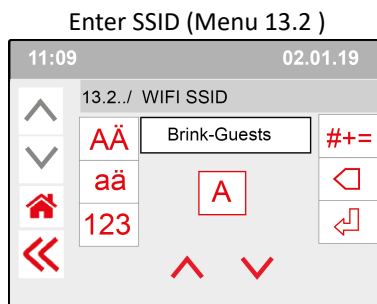 Enter SSID (Menu 13.2 )
11:09 02.01.19
13.2../ WIFI SSID
AÄ Brink-Guests #+=
aä A
123